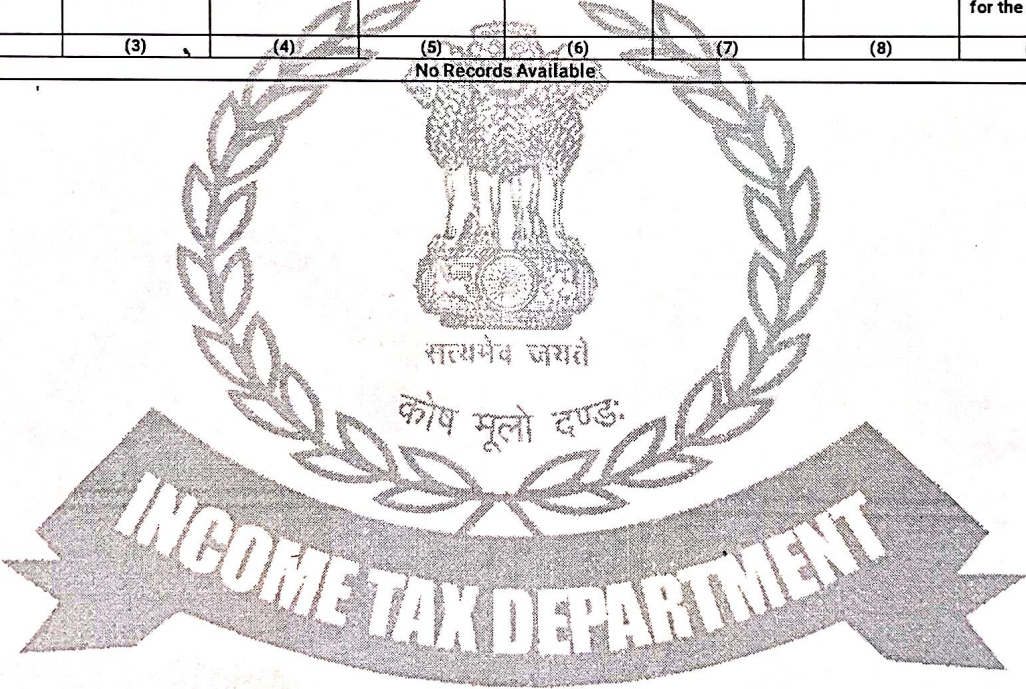 for the
(3) (4) (5) (6) (7) (8)
No Records Available
सत्यमेव जयते
कोष मूलो दण्डः
INCOME TAX DEPARTMENT